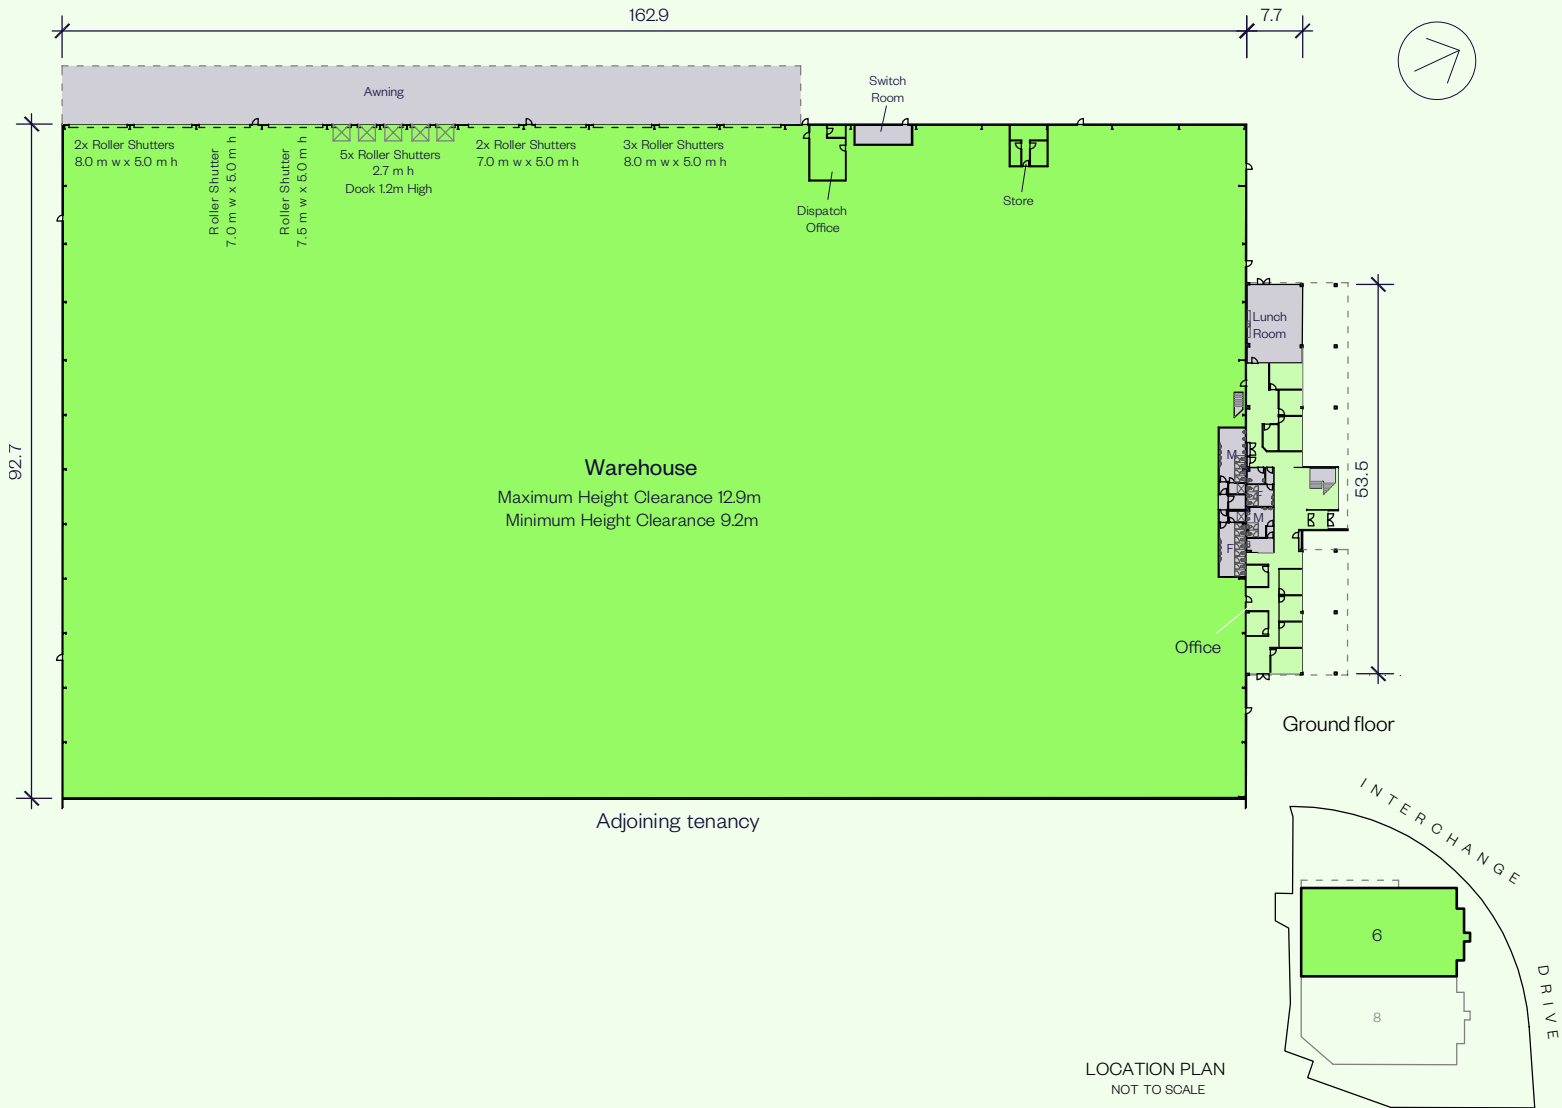 162.9
7.7
Awning
Switch
Room
2x Roller Shutters
8.0 m w x 5.0 m h
Roller Shutter
7.0 m w x 5.0 m h
Roller Shutter
7.5 m w x 5.0 m h
5x Roller Shutters
2.7 m h
Dock 1.2m High
2x Roller Shutters
7.0 m w x 5.0 m h
3x Roller Shutters
8.0 m w x 5.0 m h
Dispatch
Office
Store
Lunch
Room
92.7
Warehouse
Maximum Height Clearance 12.9m
Minimum Height Clearance 9.2m
M
F
M
F
53.5
Office
Ground floor
Adjoining tenancy
INTERCHANGE
DRIVE
6
8
LOCATION PLAN
NOT TO SCALE